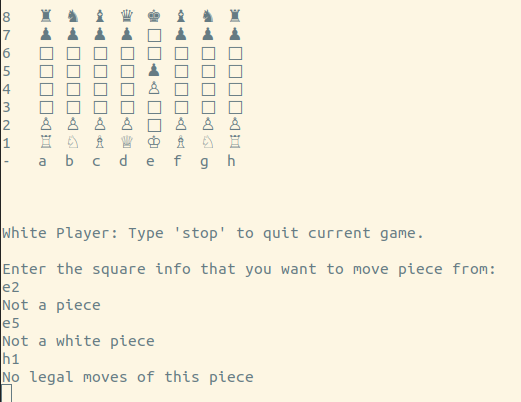 8 ♜ ♞ ♝ ♛ ♚ ♝ ♞ ♜
7 ♟ ♟ ♟ ♟ □ ♟ ♟ ♟
6 □ □ □ □ □ □ □ □
5 □ □ □ □ ♟ □ □ □
4 □ □ □ □ ♙ □ □ □
3 □ □ □ □ □ □ □ □
2 ♙ ♙ ♙ ♙ □ ♙ ♙ ♙
1 ♖ ♘ ♗ ♕ ♔ ♗ ♘ ♖
- a b c d e f g h
White Player: Type 'stop' to quit current game.
Enter the square info that you want to move piece from:
e2
Not a piece
e5
Not a white piece
h1
No legal moves of this piece